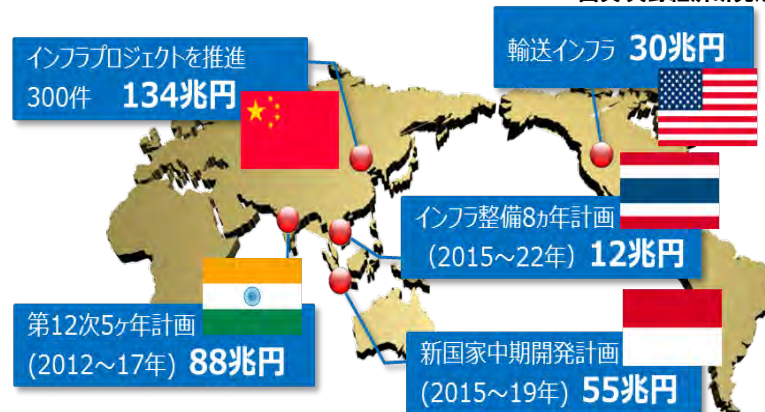 インフラプロジェクトを推進
300件 134兆円
輸送インフラ 30兆円
インフラ整備8ヵ年計画
(2015～22年) 12兆円
第12次5ヶ年計画
(2012～17年) 88兆円
新国家中期開発計画
(2015～19年) 55兆円